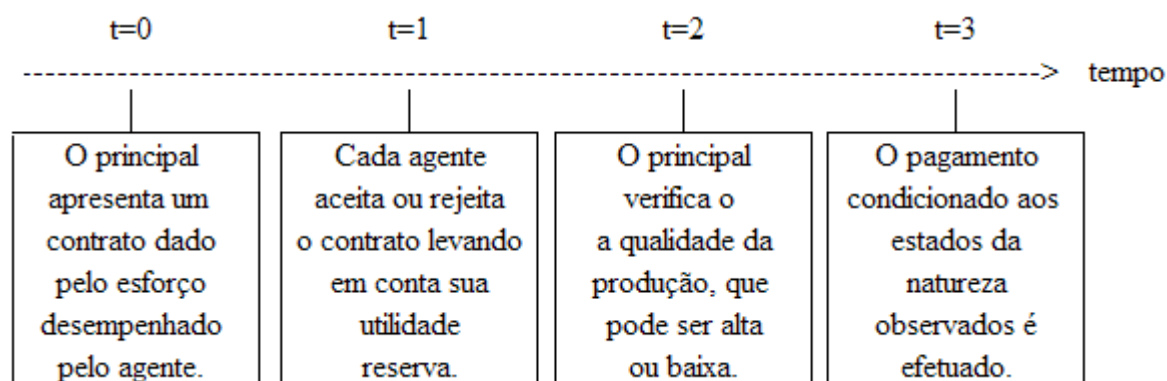 t=0 t=1 t=2 t=3
tempo
O principal
apresenta um
contrato dado
pelo esforço
desempenhado
pelo agente.
Cada agente
aceita ou rejeita
o contrato levando
em conta sua
utilidade
reserva.
O principal
verifica o
a qualidade da
produção, que
pode ser alta
ou baixa.
O pagamento
condicionado aos
estados da
natureza
observados é
efetuado.